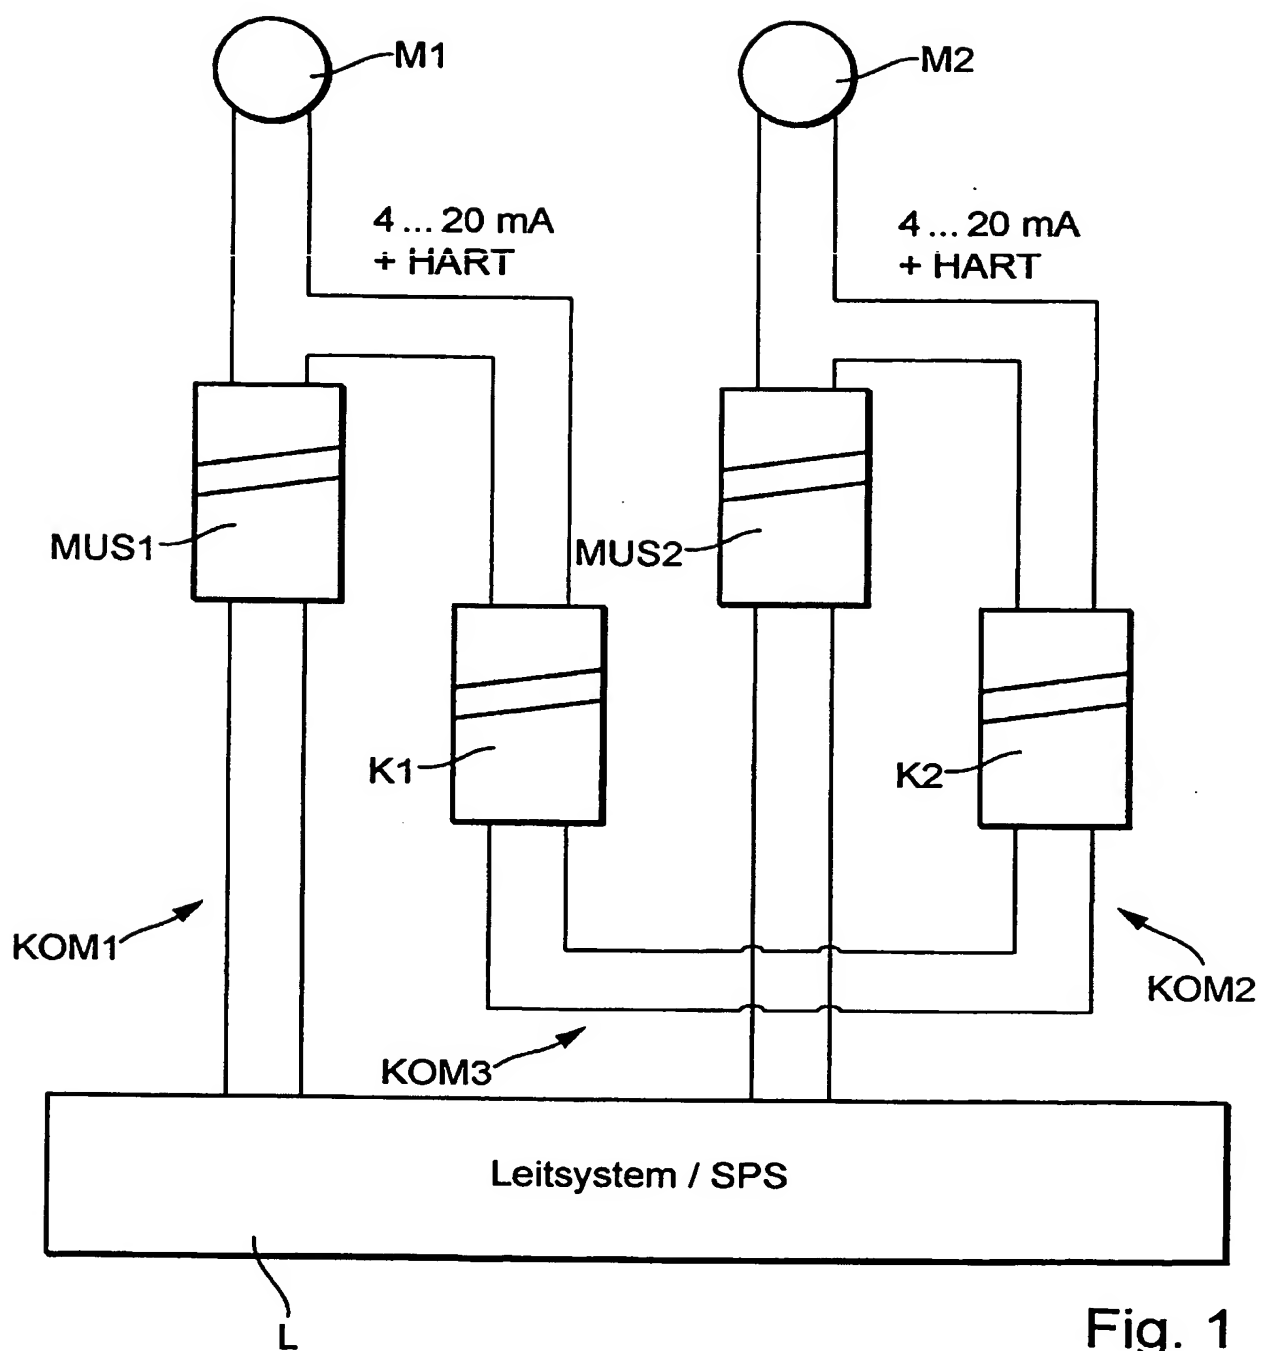 M1
M2
4 ... 20 mA
+ HART
4 ... 20 mA
+ HART
MUS1
MUS2
K1
K2
KOM1
KOM2
KOM3
Leitsystem / SPS
L
Fig. 1